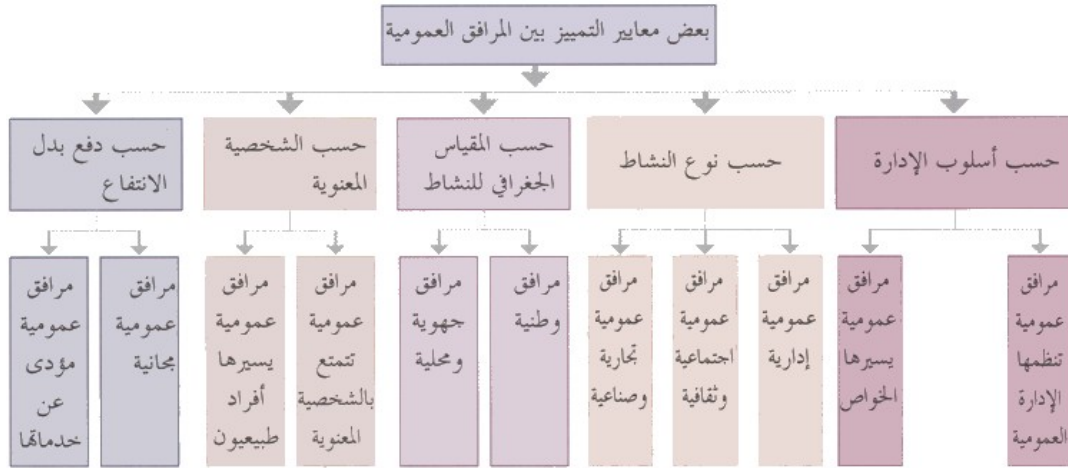 بعض معايير التمييز بين المرافق العمومية
حسب أسلوب الإدارة
حسب نوع النشاط
حسب المقياس
الجغرافي للنشاط
حسب الشخصية
المعنوية
حسب دفع بدل
الانتفاع
مرافق
عمومية
تنظمها
الإدارة
العمومية
مرافق
عمومية
يسيرها
الخواص
مرافق
عمومية
إدارية
مرافق
عمومية
اجتماعية
وثقافية
مرافق
عمومية
تجارية
وصناعية
مرافق
وطنية
مرافق
جهوية
ومحلية
مرافق
عمومية
تتمتع
بالشخصية
المعنوية
مرافق
عمومية
يسيرها
أفراد
طبيعيون
مرافق
عمومية
مجانية
مرافق
عمومية
مؤدى
عن
خدماتها